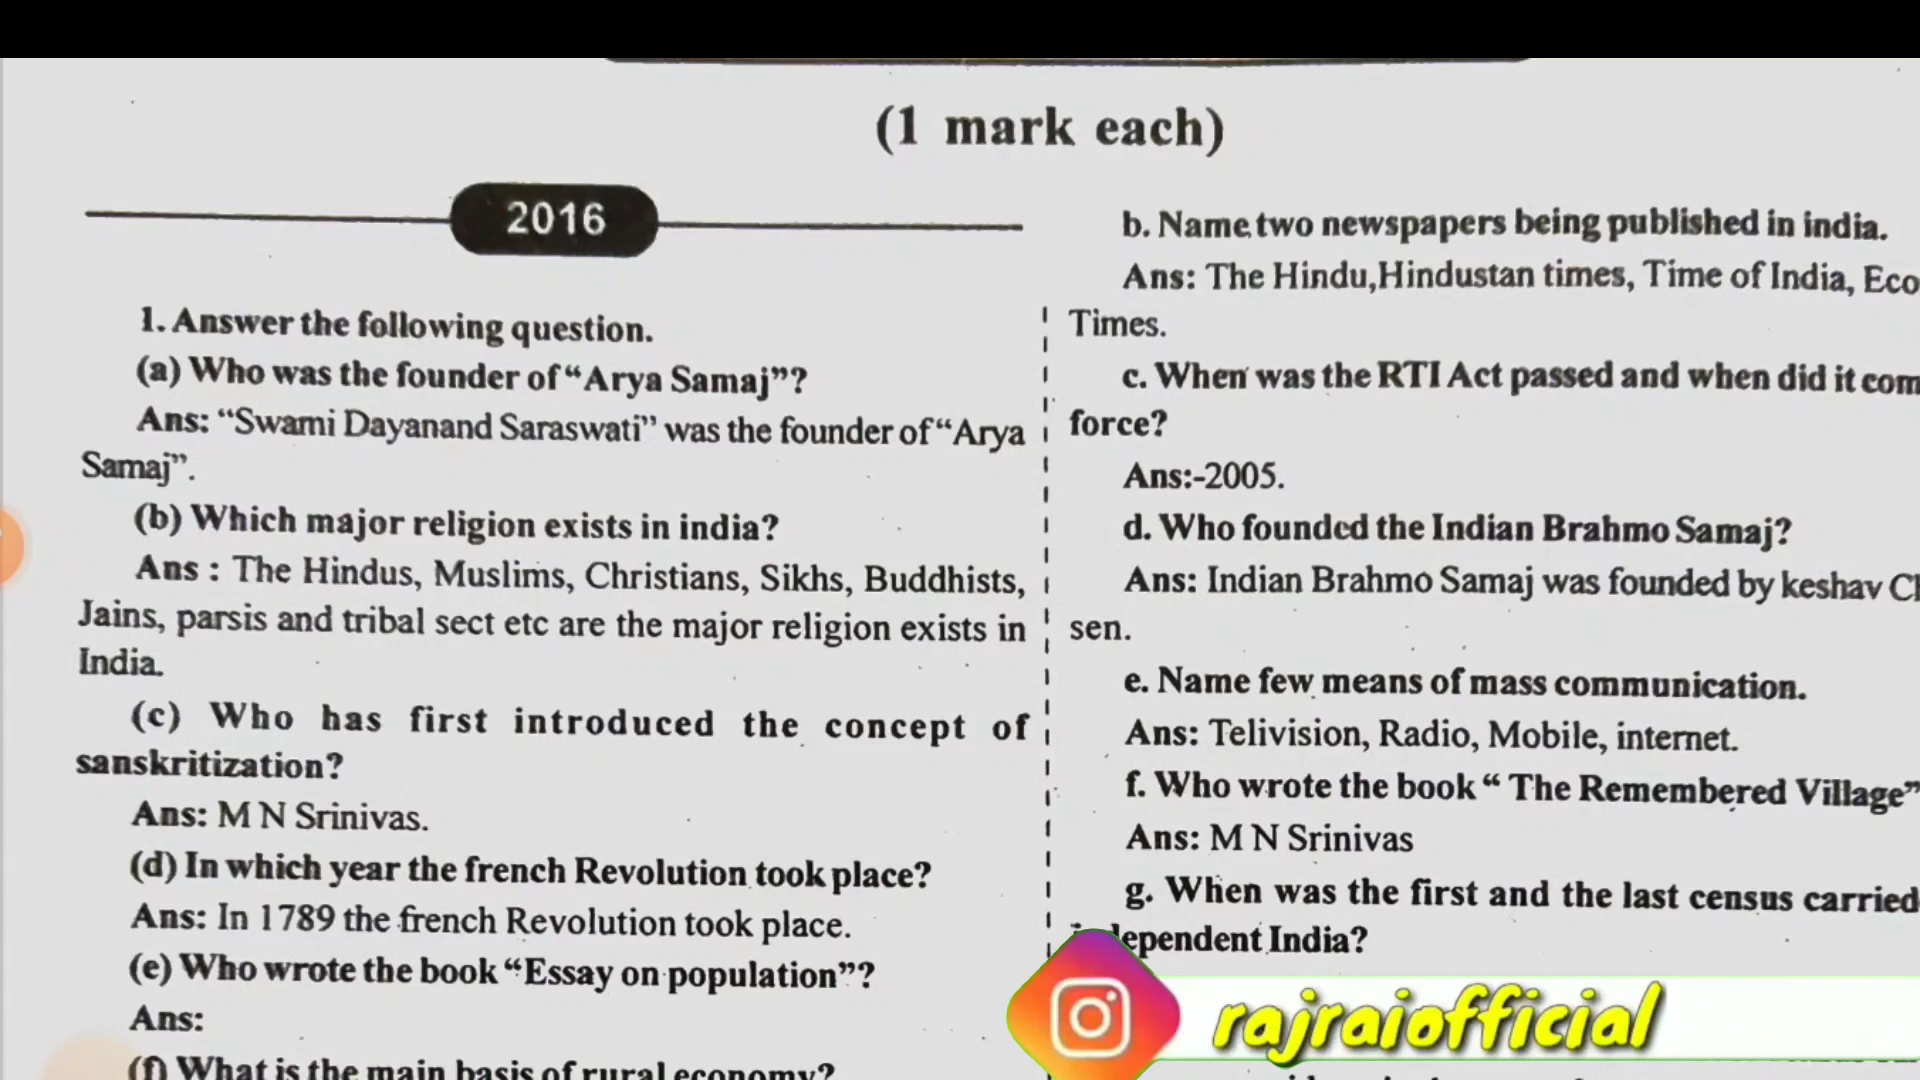 (1 mark each)
2016
1. Answer the following question.
(a) Who was the founder of “Arya Samaj”?
Ans: “Swami Dayanand Saraswati” was the founder of “Arya
Samaj”.
(b) Which major religion exists in india?
Ans : The Hindus, Muslims, Christians, Sikhs, Buddhists,
Jains, parsis and tribal sect etc are the major religion exists in
India.
(c) Who has first introduced the concept of
sanskritization?
Ans: M N Srinivas.
(d) In which year the french Revolution took place?
Ans: In 1789 the french Revolution took place.
(e) Who wrote the book “Essay on population”?
Ans:
(f) What is the main basis of rural economy?
b. Name two newspapers being published in india.
Ans: The Hindu,Hindustan times, Time of India, Eco
Times.
c. When was the RTI Act passed and when did it com
force?
Ans:-2005.
d. Who founded the Indian Brahmo Samaj?
Ans: Indian Brahmo Samaj was founded by keshav
sen.
e. Name few means of mass communication.
Ans: Telivision, Radio, Mobile, internet.
f. Who wrote the book “ The Remembered Village”
Ans: M N Srinivas
g. When was the first and the last census carried
ependent India?
rajraiofficial